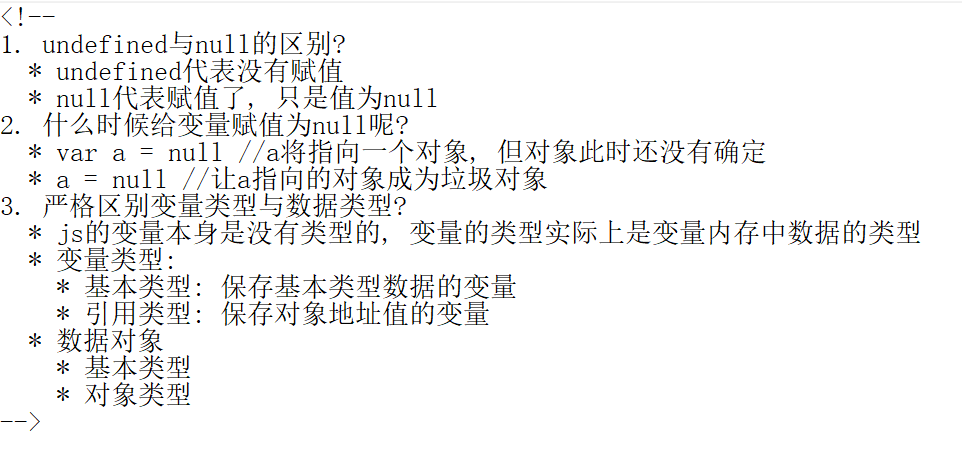 <!--
1. undefined与null的区别?
  * undefined代表没有赋值
  * null代表赋值了, 只是值为null
2. 什么时候给变量赋值为null呢?
  * var a = null //a将指向一个对象, 但对象此时还没有确定
  * a = null //让a指向的对象成为垃圾对象
3. 严格区别变量类型与数据类型?
  * js的变量本身是没有类型的, 变量的类型实际上是变量内存中数据的类型
  * 变量类型:
    * 基本类型: 保存基本类型数据的变量
    * 引用类型: 保存对象地址值的变量
  * 数据对象
    * 基本类型
    * 对象类型
-->